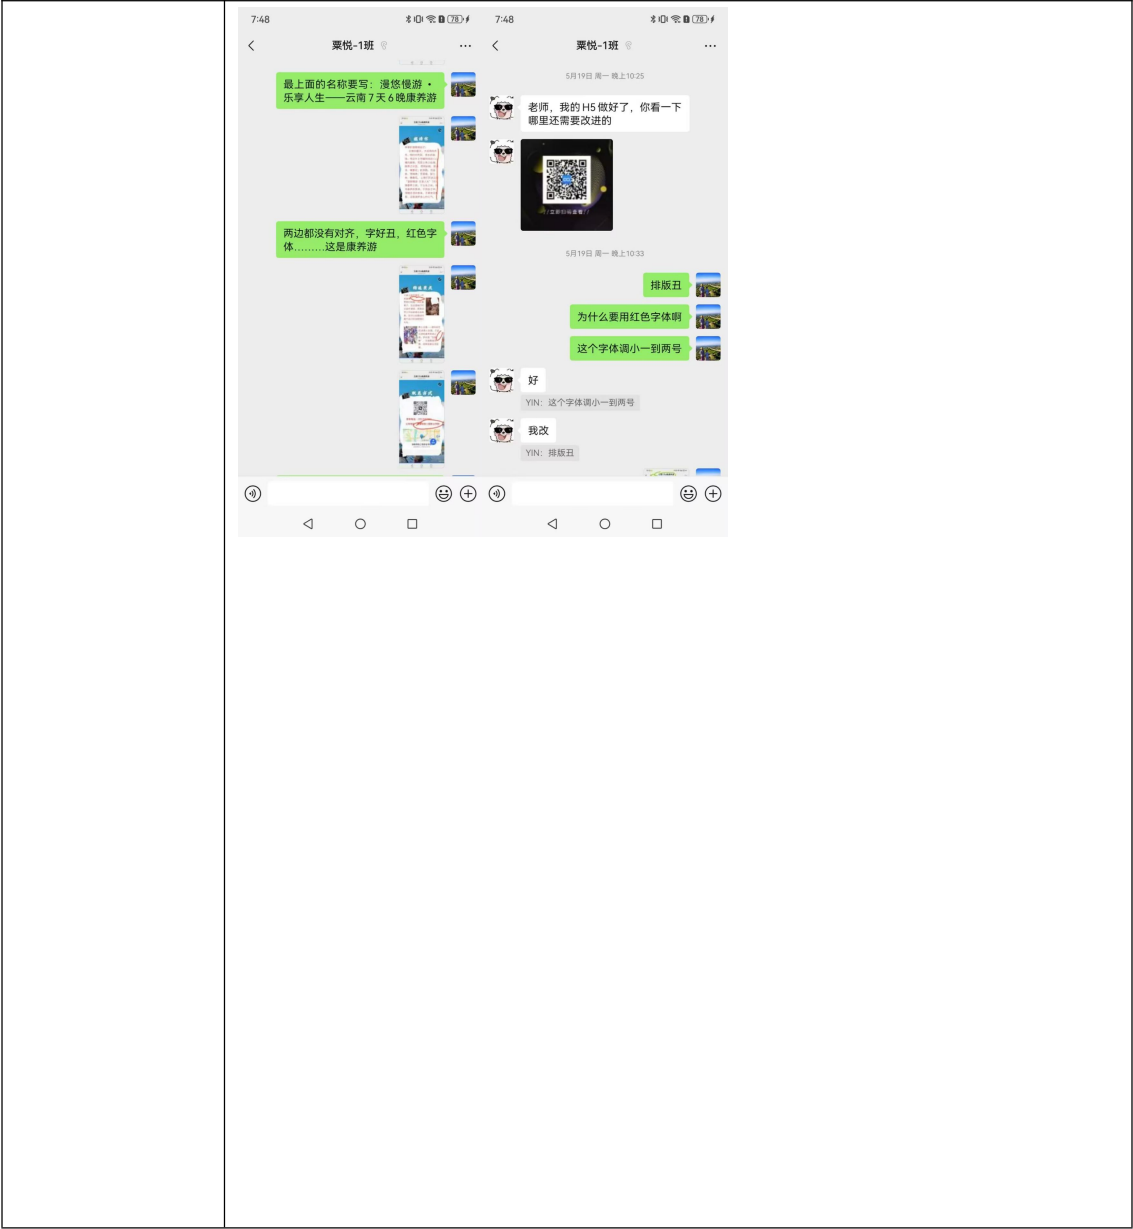 7:48
78
粟悦-1班
最上面的名称要写：漫悠慢游 •
乐享人生——云南7天6晚康养游
两边都没有对齐，字好丑，红色字
体………这是康养游
7:48
78
粟悦-1班
5月19日 周一 晚上10:25
老师，我的H5做好了，你看一下
哪里还需要改进的
5月19日 周一 晚上10:33
排版丑
为什么要用红色字体啊
这个字体调小一到两号
好
YIN：这个字体调小一到两号
我改
YIN：排版丑